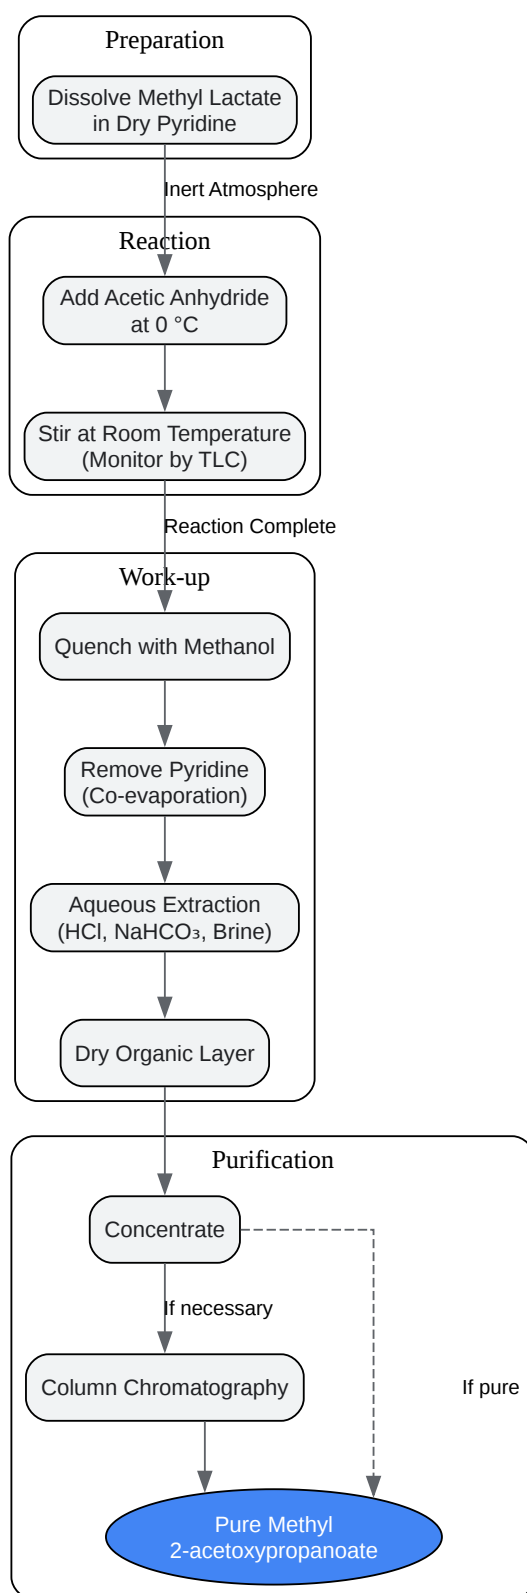 Preparation
Dissolve Methyl Lactate
in Dry Pyridine
Inert Atmosphere
Reaction
Add Acetic Anhydride
at 0 °C
Stir at Room Temperature
(Monitor by TLC)
Reaction Complete
Work-up
Quench with Methanol
Remove Pyridine
(Co-evaporation)
Aqueous Extraction
(HCl, NaHCO₃, Brine)
Dry Organic Layer
Purification
Concentrate
If necessary
Column Chromatography
If pure
Pure Methyl
2-acetoxypropanoate